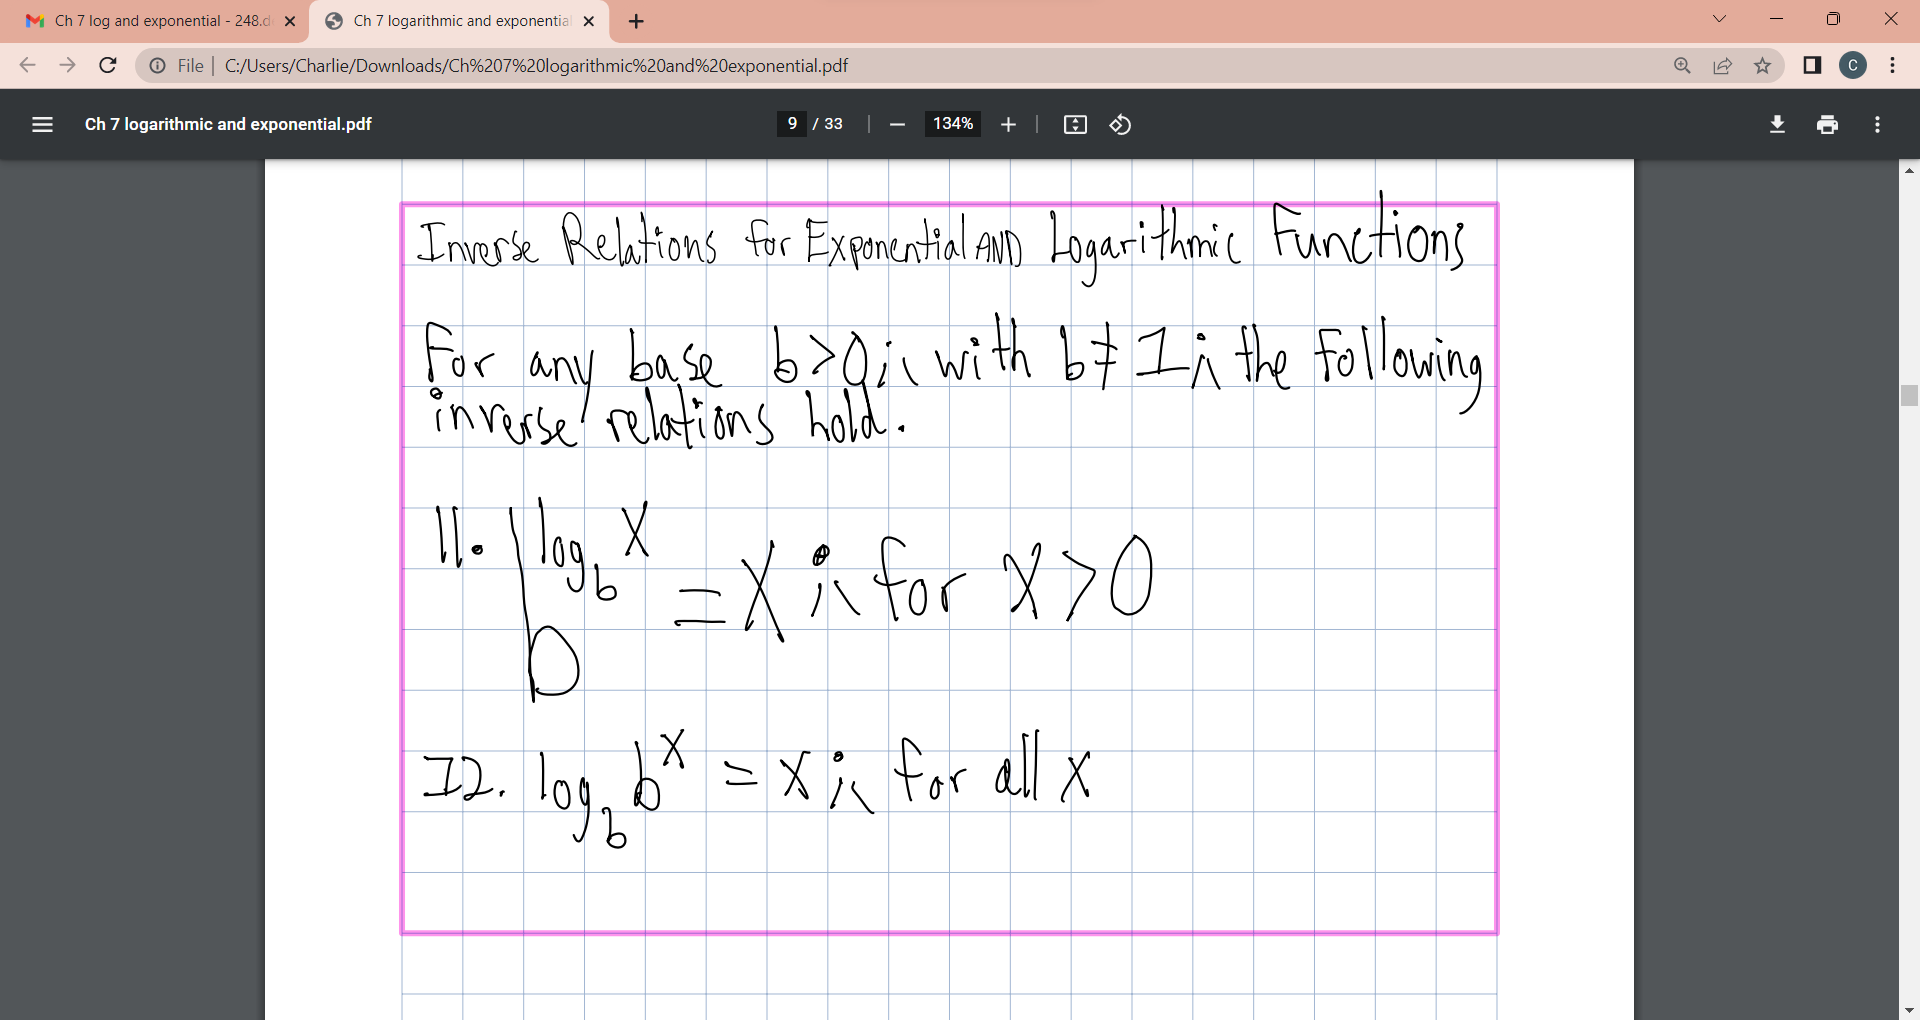 Ch 7 log and exponential - 248.d
Ch 7 logarithmic and exponential
File | C:/Users/Charlie/Downloads/Ch%207%20logarithmic%20and%20exponential.pdf
C
Ch 7 logarithmic and exponential.pdf
9 / 33
134%
Inverse Relations for Exponential AND Logarithmic Functions
For any base b>0, with b≠1, the following
inverse relations hold.
I1. b^{log_b x} = x, for x>0
I2. log_b b^x = x, for all x